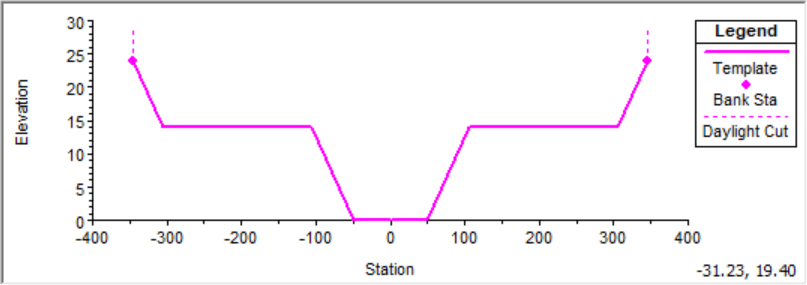 30
25
20
15
10
5
0
Elevation
-400 -300 -200 -100 0 100 200 300 400
Station
Legend
Template
Bank Sta
Daylight Cut
-31.23, 19.40